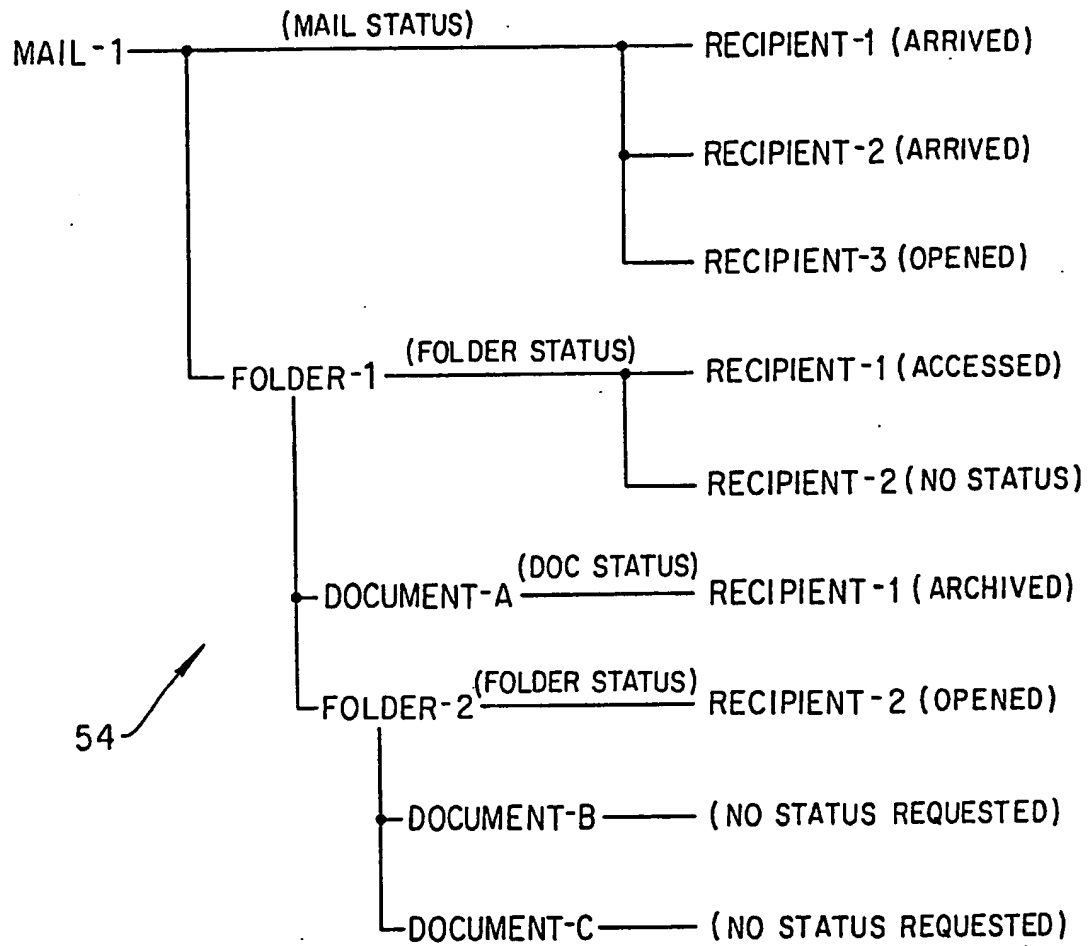 (MAIL STATUS)
MAIL-1
RECIPIENT-1 (ARRIVED)
RECIPIENT-2 (ARRIVED)
RECIPIENT-3 (OPENED)
(FOLDER STATUS)
FOLDER-1
RECIPIENT-1 (ACCESSED)
RECIPIENT-2 (NO STATUS)
(DOC STATUS)
DOCUMENT-A
RECIPIENT-1 (ARCHIVED)
(FOLDER STATUS)
FOLDER-2
RECIPIENT-2 (OPENED)
54
DOCUMENT-B
(NO STATUS REQUESTED)
DOCUMENT-C
(NO STATUS REQUESTED)